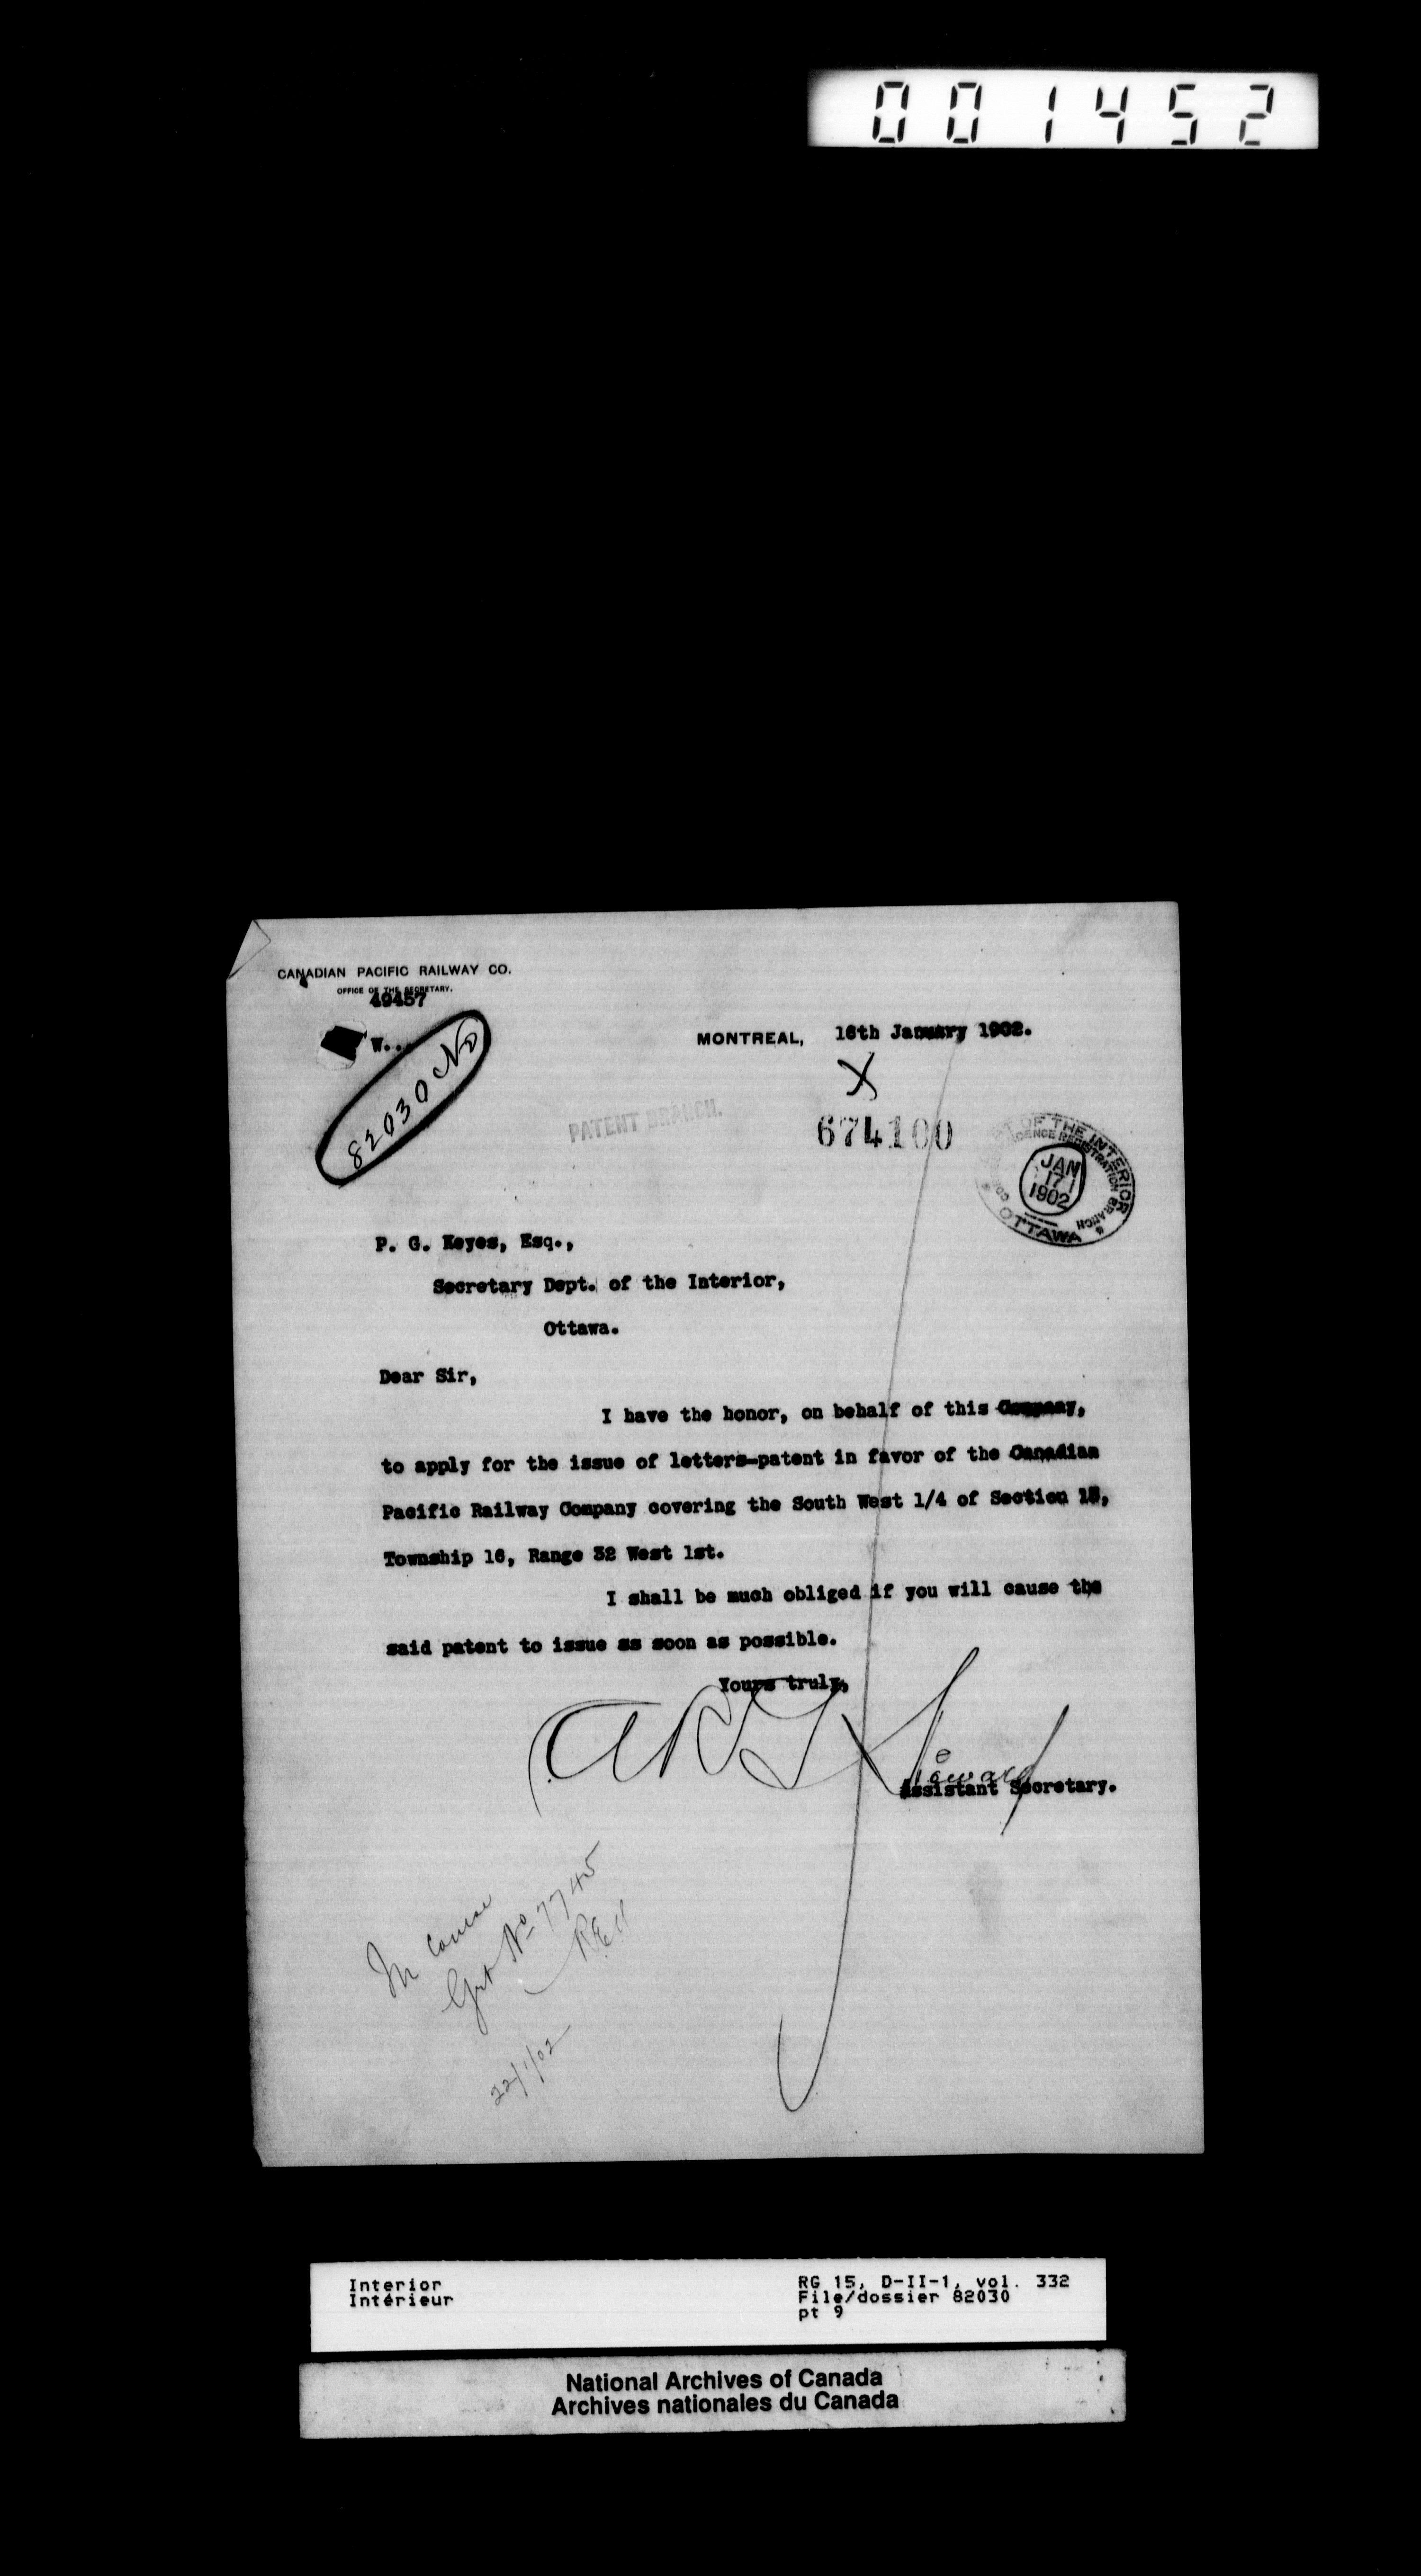 001452
CANADIAN PACIFIC RAILWAY CO.
OFFICE OF THE SECRETARY.
49457
W..
82030 No
MONTREAL, 16th January 1902.
X
PATENT BRANCH.
674100
OF THE INTERIOR
REGISTRATION BRANCH
JAN
17
1902
OTTAWA
P. G. Keyes, Esq.,
Secretary Dept. of the Interior,
Ottawa.
Dear Sir,
I have the honor, on behalf of this Company,
to apply for the issue of letters-patent in favor of the Canadian
Pacific Railway Company covering the South West 1/4 of Section
Township 16, Range 32 West 1st.
I shall be much obliged if you will cause the
said patent to issue as soon as possible.
Yours truly,
Assistant Secretary.
In course
Grt No 7745
22/1/02
Interior
Intérieur
RG 15, D-II-1, vol. 332
File/dossier 82030
pt 9
National Archives of Canada
Archives nationales du Canada